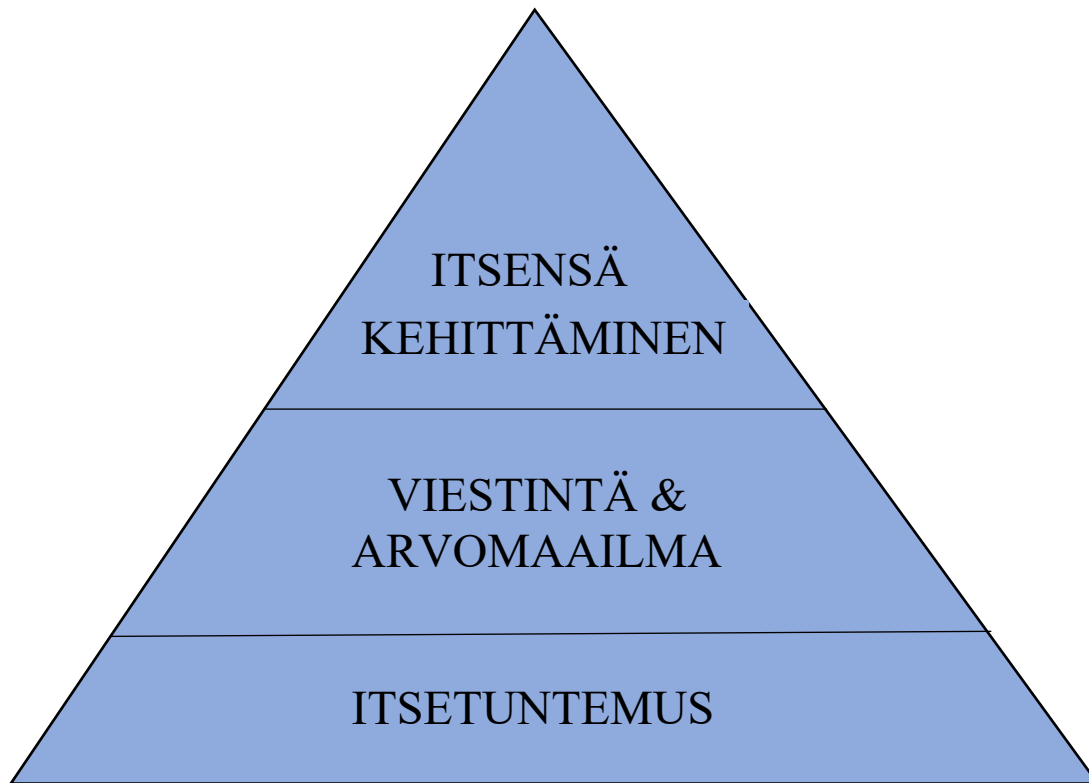 ITSENSÄ
KEHITTÄMINEN
VIESTINTÄ &
ARVOMAAILMA
ITSETUNTEMUS